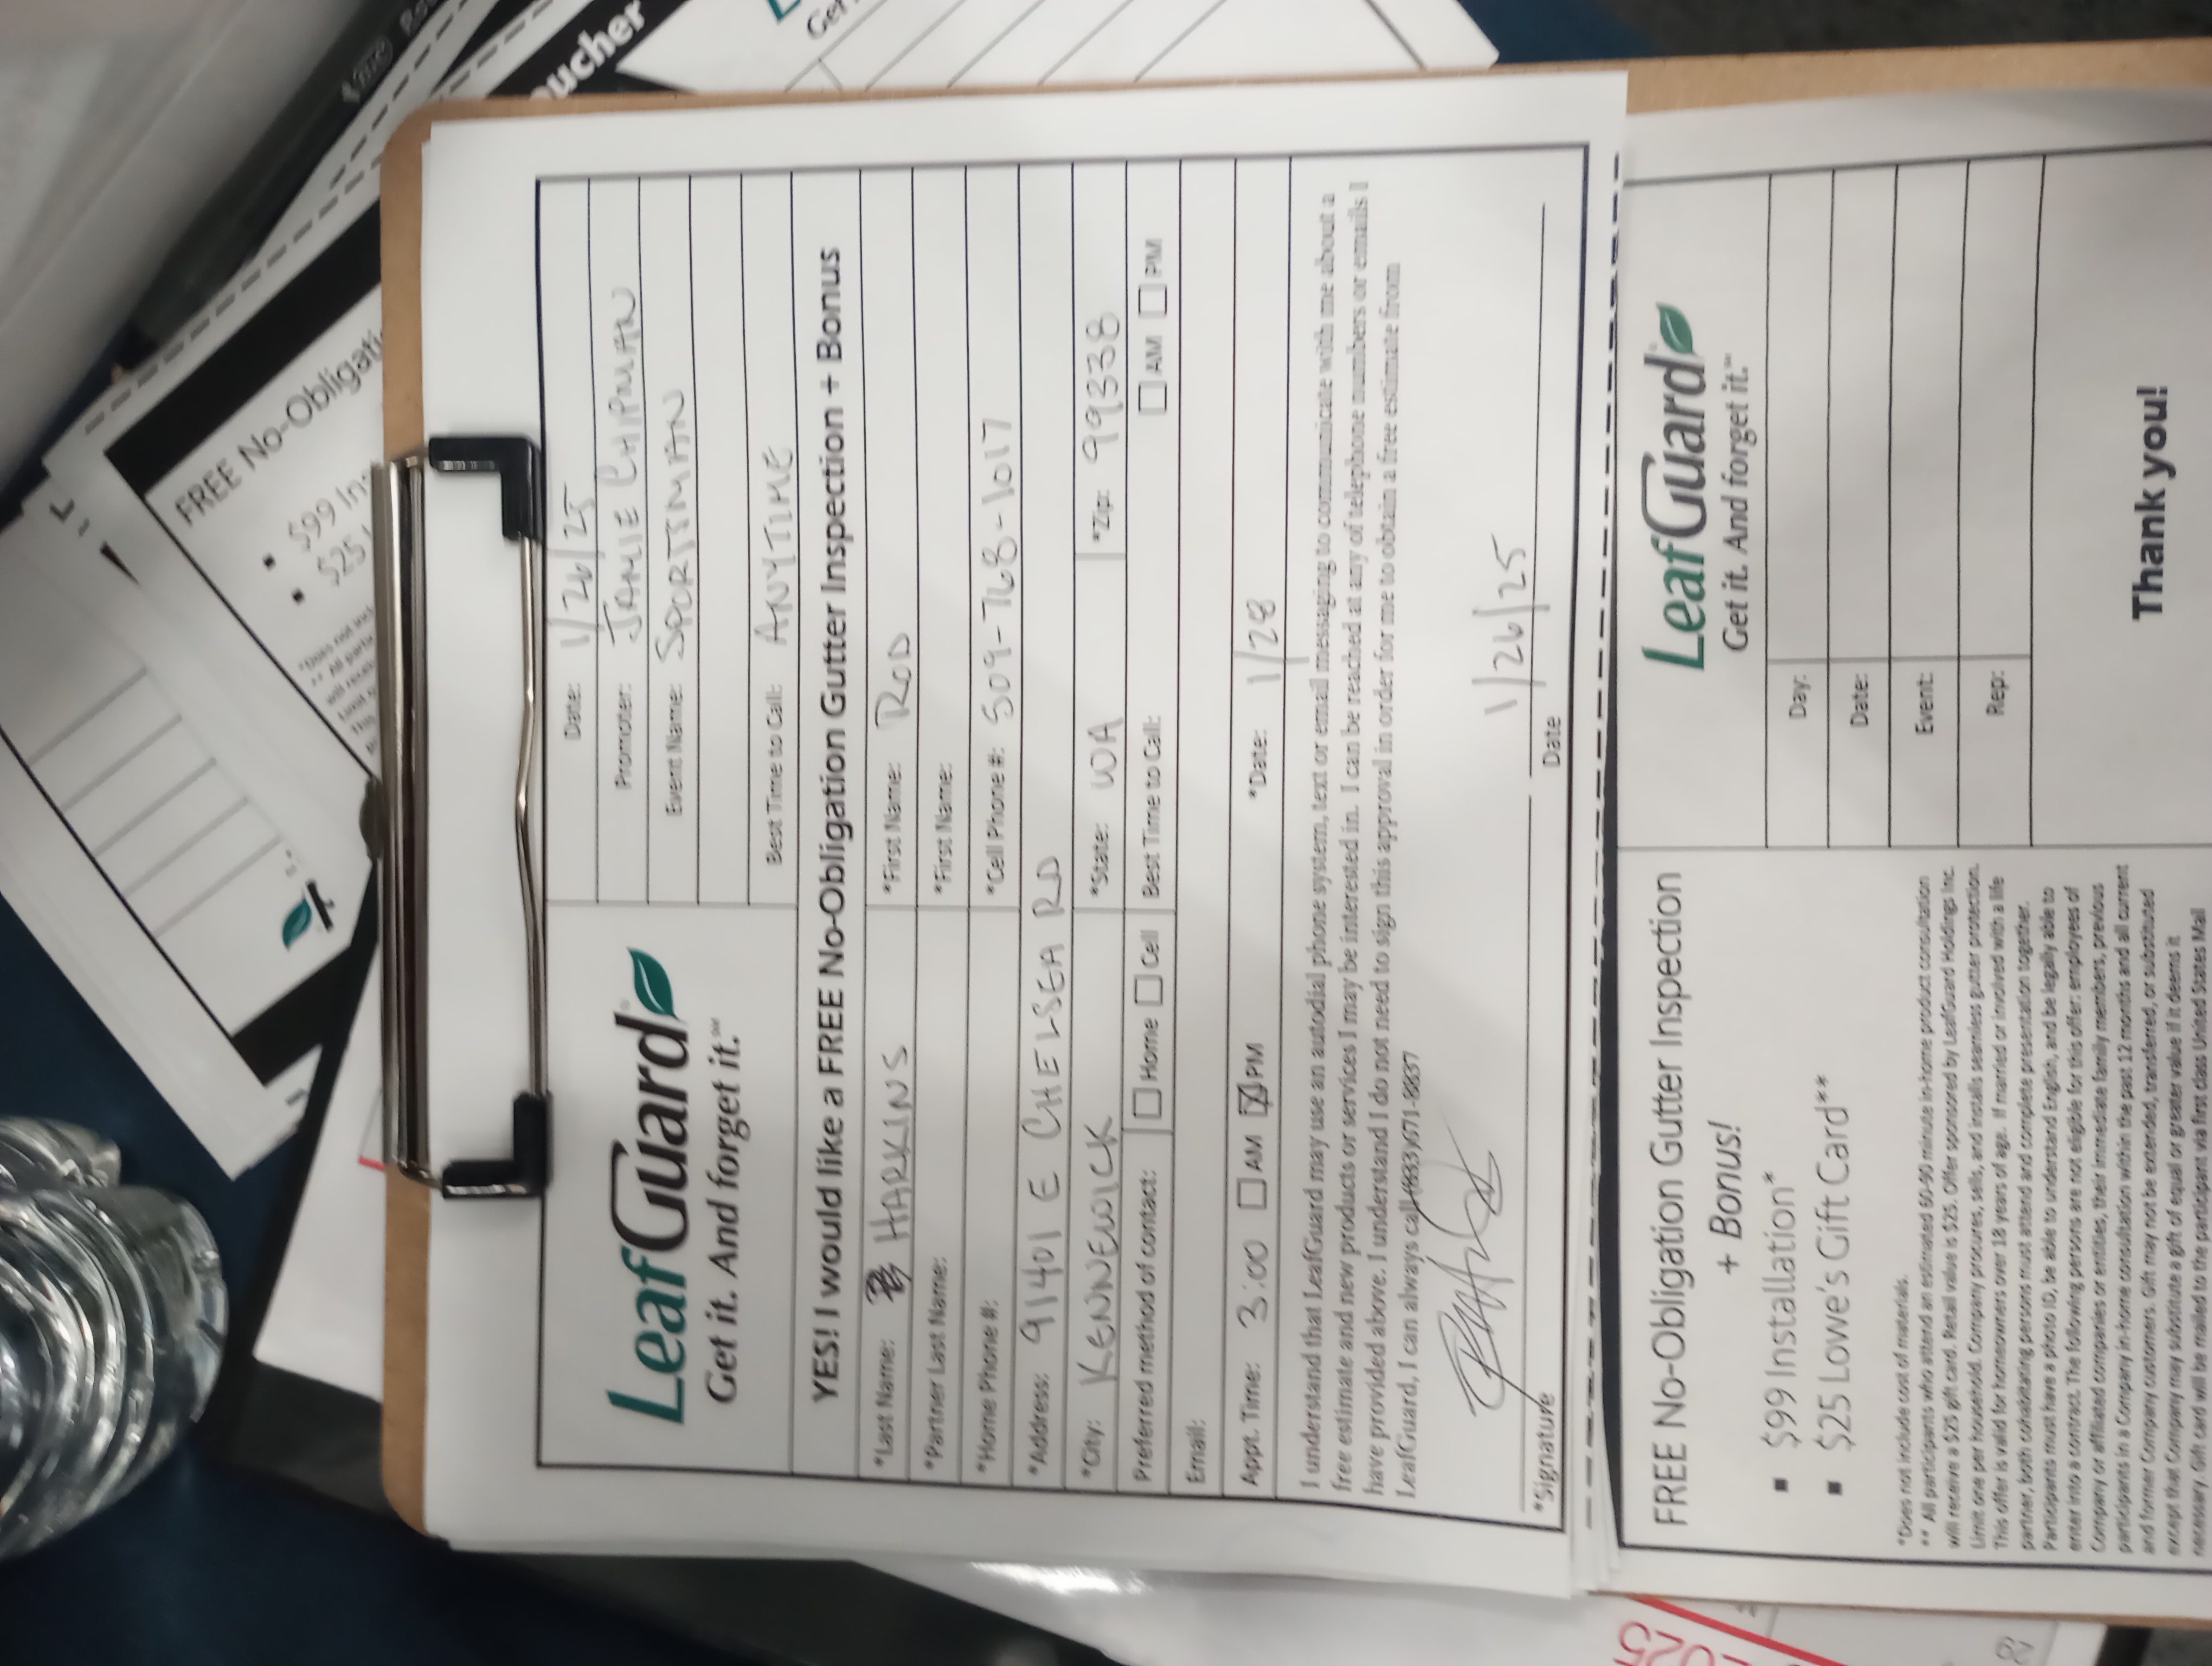 FREE No-Obligati
$99 Ins
$25
ucher
LeafGuard
Get it. And forget it.℠
Date: 1/26/25
Promoter: JAMIE CHIPMAN
Event Name: SPORTSMAN
Best Time to Call: ANYTIME
YES! I would like a FREE No-Obligation Gutter Inspection + Bonus
*Last Name: HARKINS *First Name: ROD
*Partner Last Name: *First Name:
*Home Phone #: *Cell Phone #: 509-768-1017
*Address: 91401 E CHELSEA RD
*City: KENNEWICK *State: WA *Zip: 99338
Preferred method of contact: Home Cell Best Time to Call: AM PM
Email:
Appt. Time: 3:00 AM PM *Date: 1/28
I understand that LeafGuard may use an autodial phone system, text or email messaging to communicate with me about a
free estimate and new products or services I may be interested in. I can be reached at any of telephone numbers or emails I
have provided above. I understand I do not need to sign this approval in order for me to obtain a free estimate from
LeafGuard, I can always call (833)671-8837
1/26/25
*Signature Date
FREE No-Obligation Gutter Inspection
+ Bonus!
▪ $99 Installation*
▪ $25 Lowe's Gift Card**
*Does not include cost of materials.
** All participants who attend an estimated 60-90 minute in-home product consultation
will receive a $25 gift card. Retail value is $25. Offer sponsored by LeafGuard Holdings Inc.
Limit one per household. Company procures, sells, and installs seamless gutter protection.
This offer is valid for homeowners over 18 years of age. If married or involved with a life
partner, both cohabitating persons must attend and complete presentation together.
Participants must have a photo ID, be able to understand English, and be legally able to
enter into a contract. The following persons are not eligible for this offer: employees of
Company or affiliated companies or entities, their immediate family members, previous
participants in a Company in-home consultation within the past 12 months and all current
and former Company customers. Gift may not be extended, transferred, or substituted
except that Company may substitute a gift of equal or greater value if it deems it
necessary. Gift card will be mailed to the participant via first class United States Mail
LeafGuard
Get it. And forget it.℠
Day:
Date:
Event:
Rep:
Thank you!
2025
29